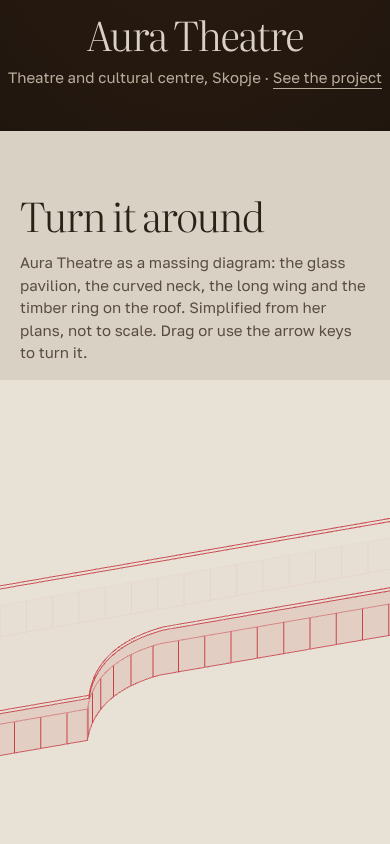 Aura Theatre
Theatre and cultural centre, Skopje · See the project
Turn it around
Aura Theatre as a massing diagram: the glass
pavilion, the curved neck, the long wing and the
timber ring on the roof. Simplified from her
plans, not to scale. Drag or use the arrow keys
to turn it.